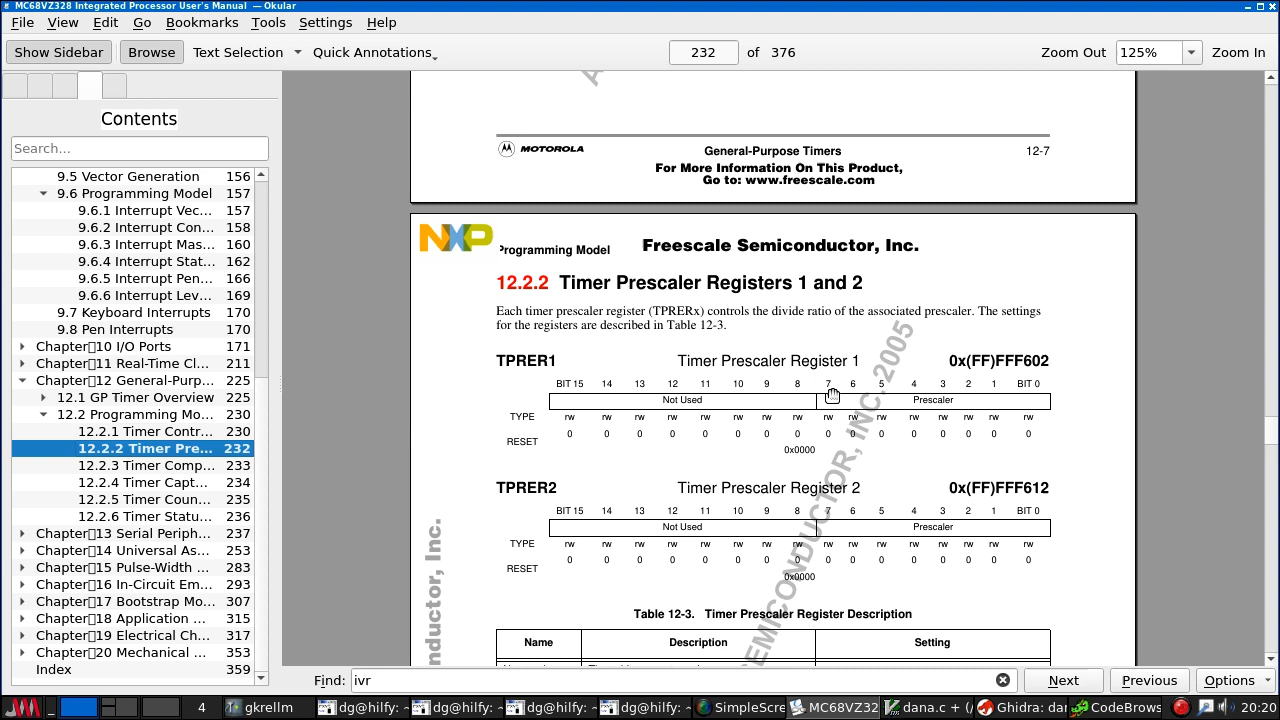 MC68VZ328 Integrated Processor User's Manual — Okular
File View Edit Go Bookmarks Tools Settings Help
Show Sidebar Browse Text Selection Quick Annotations 232 of 376 Zoom Out 125% Zoom In
Contents
Search...
9.5 Vector Generation 156
9.6 Programming Model 157
9.6.1 Interrupt Vec... 157
9.6.2 Interrupt Con... 158
9.6.3 Interrupt Mas... 160
9.6.4 Interrupt Stat... 162
9.6.5 Interrupt Pen... 166
9.6.6 Interrupt Lev... 169
9.7 Keyboard Interrupts 170
9.8 Pen Interrupts 170
Chapter 10 I/O Ports 171
Chapter 11 Real-Time Cl... 211
Chapter 12 General-Purp... 225
12.1 GP Timer Overview 225
12.2 Programming Mo... 230
12.2.1 Timer Contr... 230
12.2.2 Timer Pre... 232
12.2.3 Timer Comp... 233
12.2.4 Timer Capt... 234
12.2.5 Timer Coun... 235
12.2.6 Timer Statu... 236
Chapter 13 Serial Periph... 237
Chapter 14 Universal As... 253
Chapter 15 Pulse-Width ... 283
Chapter 16 In-Circuit Em... 293
Chapter 17 Bootstrap Mo... 307
Chapter 18 Application ... 315
Chapter 19 Electrical Ch... 317
Chapter 20 Mechanical ... 353
Index 359
MOTOROLA General-Purpose Timers 12-7
For More Information On This Product,
Go to: www.freescale.com
NXP Programming Model Freescale Semiconductor, Inc.
12.2.2 Timer Prescaler Registers 1 and 2
Each timer prescaler register (TPRERx) controls the divide ratio of the associated prescaler. The settings
for the registers are described in Table 12-3.
TPRER1 Timer Prescaler Register 1 0x(FF)FFF602
BIT 15 14 13 12 11 10 9 8 7 6 5 4 3 2 1 BIT 0
Not Used Prescaler
TYPE rw rw rw rw rw rw rw rw rw rw rw rw rw rw rw rw
0 0 0 0 0 0 0 0 0 0 0 0 0 0 0 0
RESET
0x0000
TPRER2 Timer Prescaler Register 2 0x(FF)FFF612
BIT 15 14 13 12 11 10 9 8 7 6 5 4 3 2 1 BIT 0
Not Used Prescaler
TYPE rw rw rw rw rw rw rw rw rw rw rw rw rw rw rw rw
0 0 0 0 0 0 0 0 0 0 0 0 0 0 0 0
RESET
0x0000
Table 12-3. Timer Prescaler Register Description
Name Description Setting
nductor, Inc.
EMICONDUCTOR, INC. 2005
Find: ivr Next Previous Options
4 gkrellm dg@hilfy: ~ dg@hilfy: ~ dg@hilfy: ~ dg@hilfy: ~ SimpleScre MC68VZ32 dana.c + (/ Ghidra: dar CodeBrows 20:20